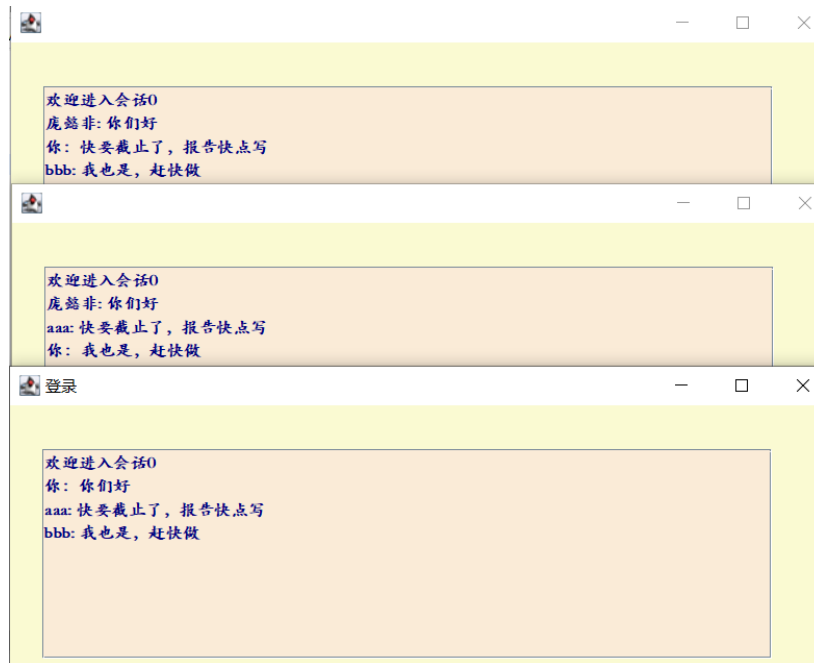 欢迎进入会话0
庞懿非: 你们好
你: 快要截止了，报告快点写
bbb: 我也是，赶快做
欢迎进入会话0
庞懿非: 你们好
aaa: 快要截止了，报告快点写
你: 我也是，赶快做
登录
欢迎进入会话0
你: 你们好
aaa: 快要截止了，报告快点写
bbb: 我也是，赶快做